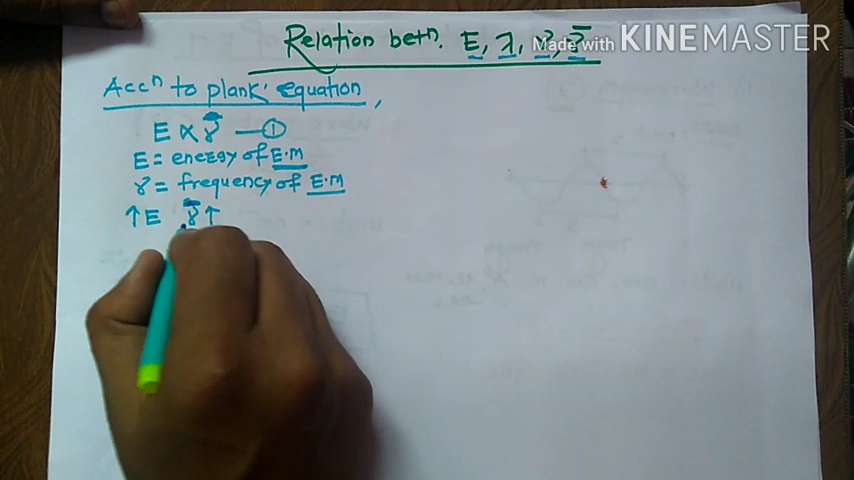 Relation betⁿ. E, λ, ν, ν̄
Made with KINEMASTER
Accⁿ to plank' equation,
E ∝ ν —①
E = energy of E.M
ν = frequency of E.M
↑E ν↑